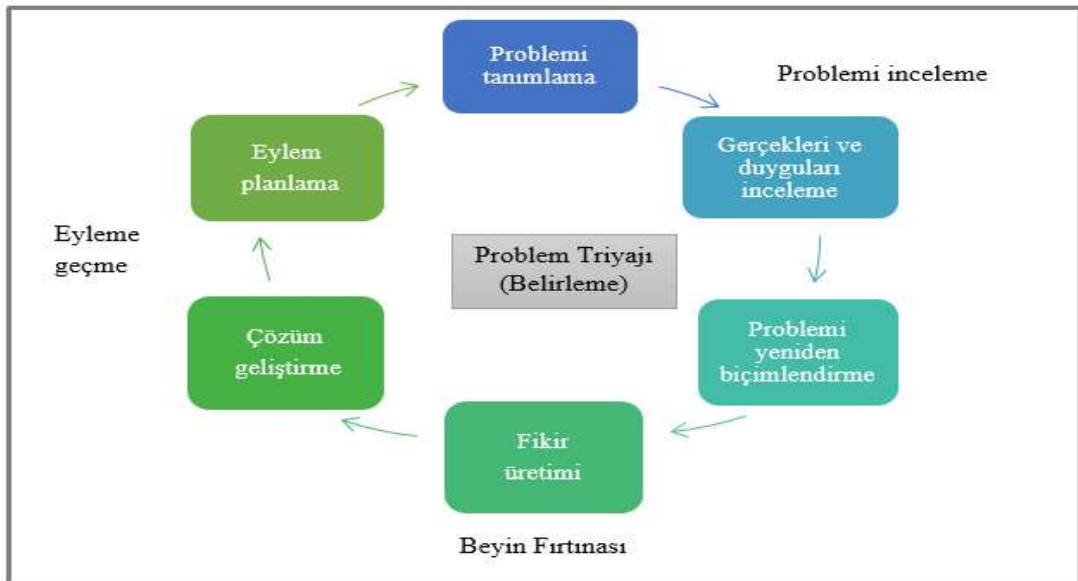 Problemi
tanımlama
Problemi inceleme
Gerçekleri ve
duyguları
inceleme
Problemi
yeniden
biçimlendirme
Fikir
üretimi
Beyin Fırtınası
Çözüm
geliştirme
Eyleme
geçme
Eylem
planlama
Problem Triyajı
(Belirleme)